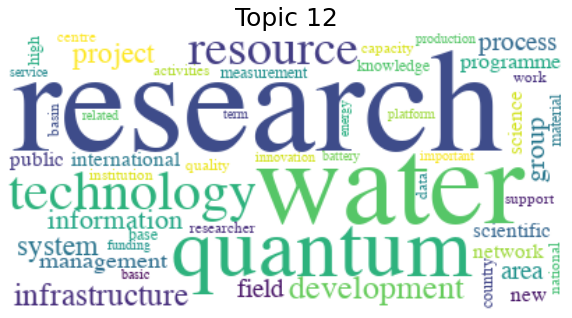 Topic 12
high
centre
project
resource
capacity
production
process
service
activities
measurement
knowledge
programme
work
research
basin
related
term
energy
platform
science
material
public
international
quality
innovation
battery
important
group
institution
technology
water
data
support
information
researcher
quantum
scientific
system
base
funding
network
management
basic
country
area
national
infrastructure
field
development
new